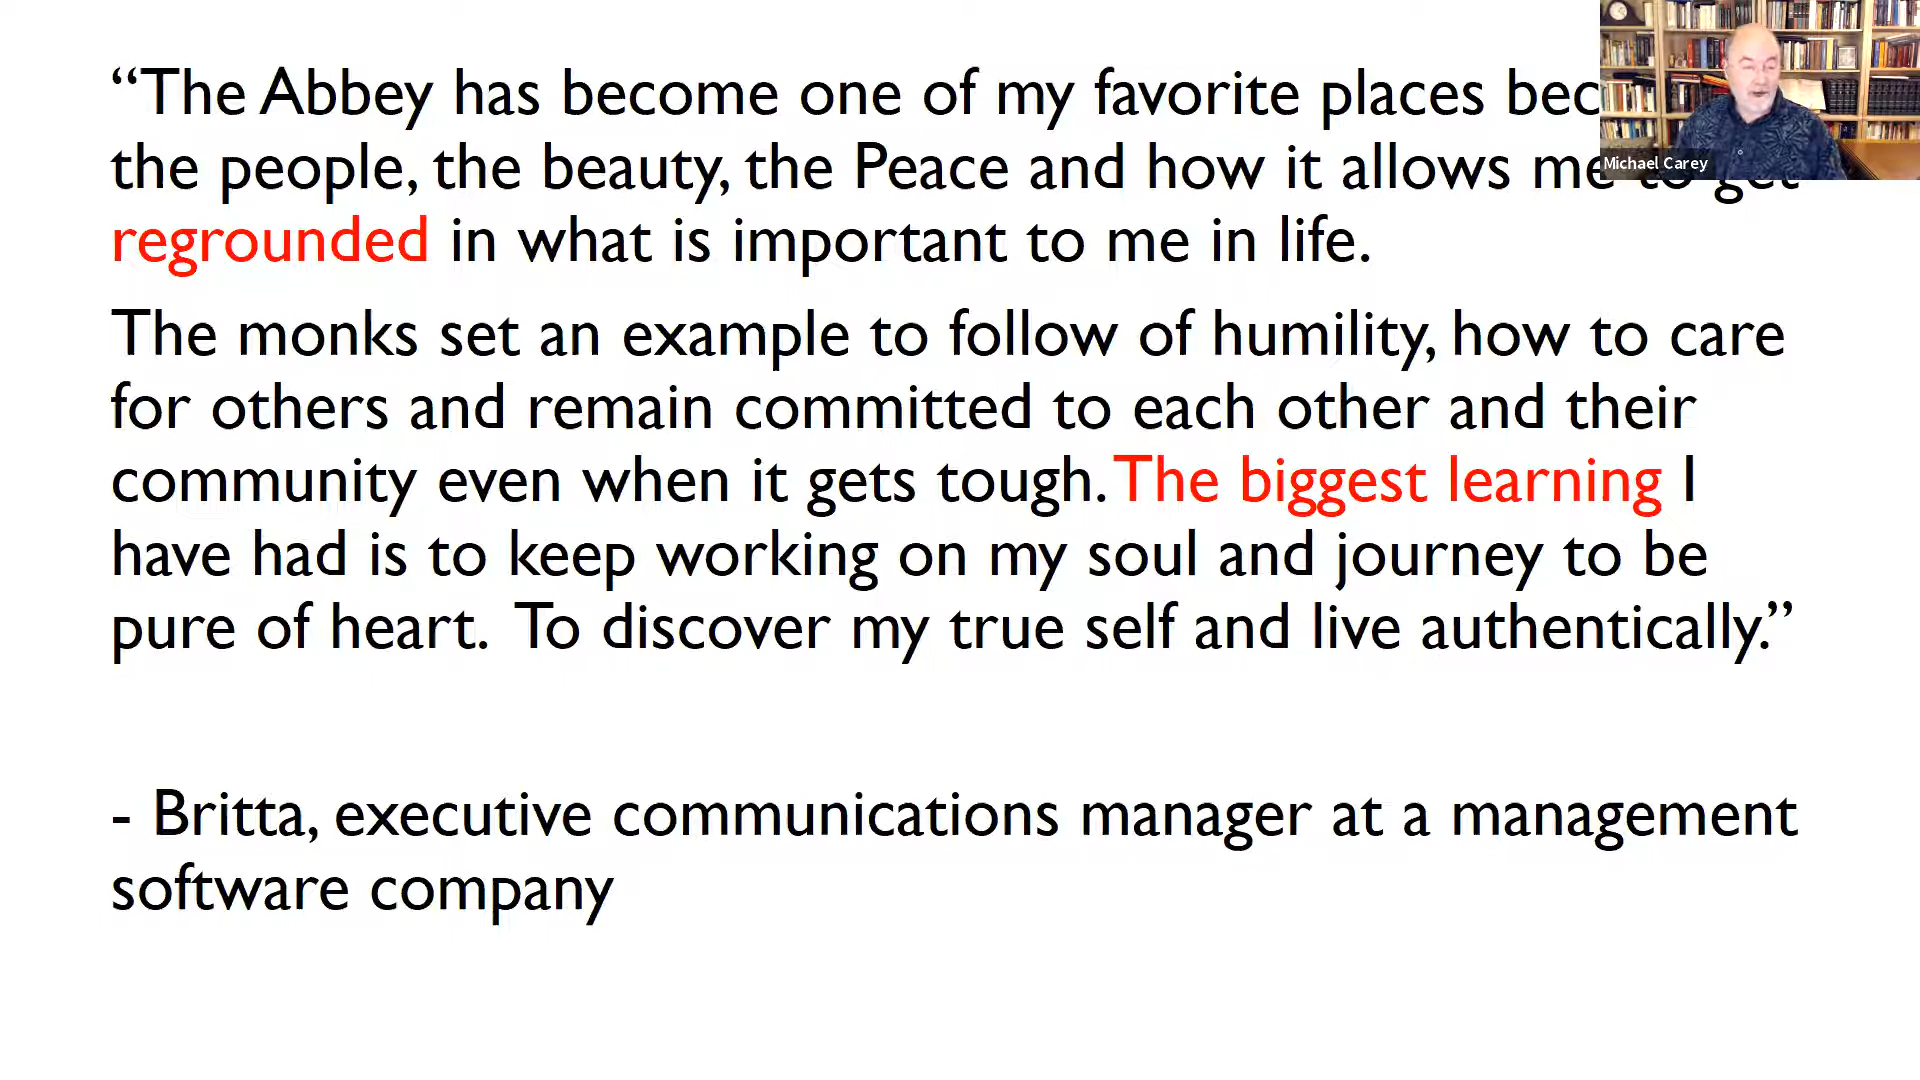 “The Abbey has become one of my favorite places bec
the people, the beauty, the Peace and how it allows me to get
regrounded in what is important to me in life.
The monks set an example to follow of humility, how to care
for others and remain committed to each other and their
community even when it gets tough. The biggest learning I
have had is to keep working on my soul and journey to be
pure of heart.  To discover my true self and live authentically.”
- Britta, executive communications manager at a management
software company
Michael Carey